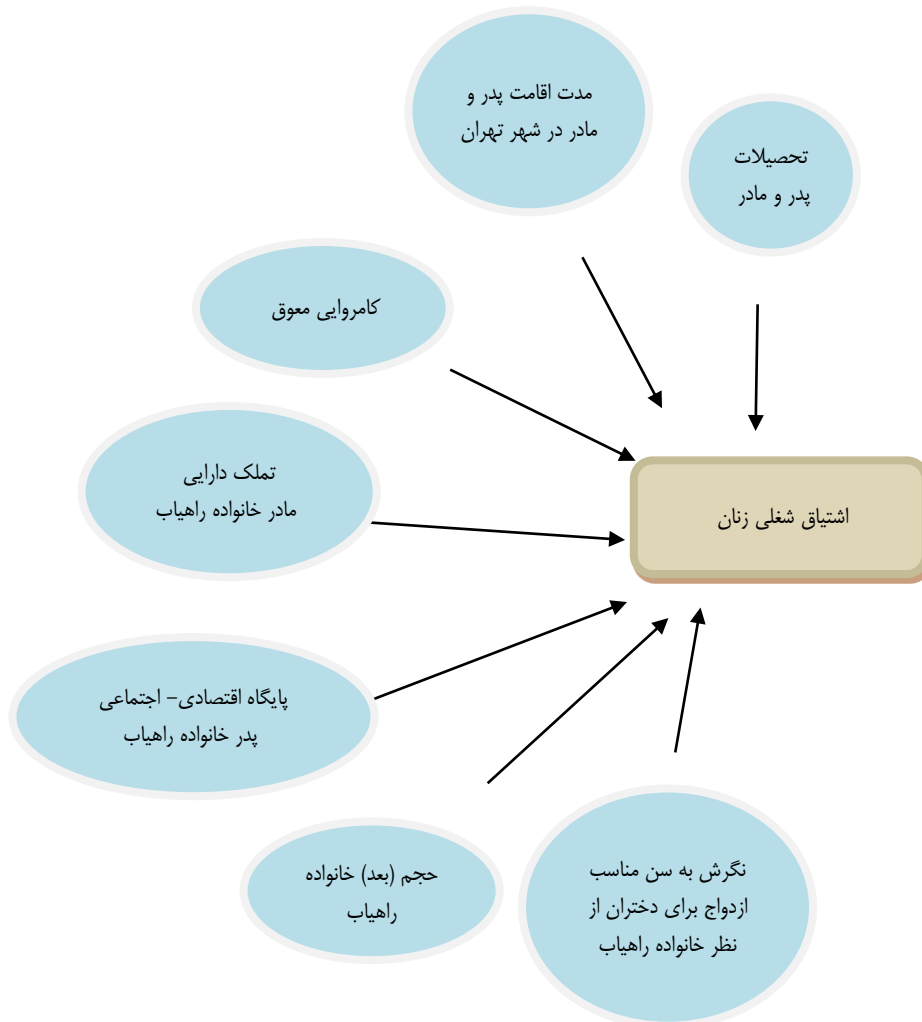 مدت اقامت پدر و
مادر در شهر تهران
تحصیلات
پدر و مادر
کامروایی معوق
تملک دارایی
مادر خانواده راهیاب
اشتیاق شغلی زنان
پایگاه اقتصادی- اجتماعی
پدر خانواده راهیاب
حجم (بعد) خانواده
راهیاب
نگرش به سن مناسب
ازدواج برای دختران از
نظر خانواده راهیاب